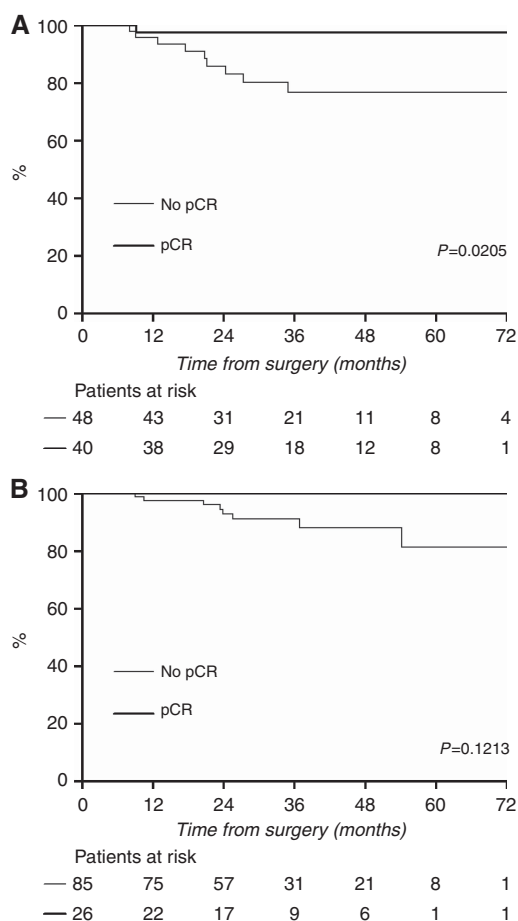 A
100
80
60
40
20
0
%
No pCR
pCR
P=0.0205
0 12 24 36 48 60 72
Time from surgery (months)
Patients at risk
48 43 31 21 11 8 4
40 38 29 18 12 8 1
B
100
80
60
40
20
0
%
No pCR
pCR
P=0.1213
0 12 24 36 48 60 72
Time from surgery (months)
Patients at risk
85 75 57 31 21 8 1
26 22 17 9 6 1 1